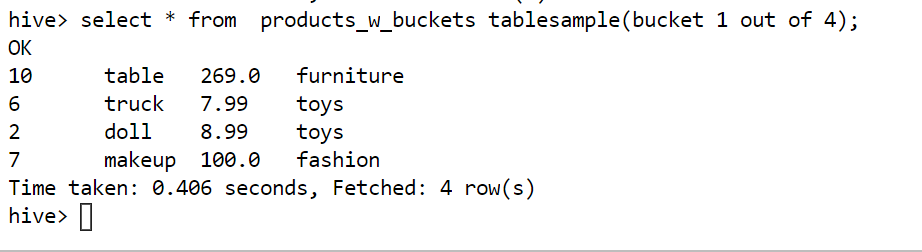 hive> select * from  products_w_buckets tablesample(bucket 1 out of 4);
OK
10      table   269.0   furniture
6       truck   7.99    toys
2       doll    8.99    toys
7       makeup  100.0   fashion
Time taken: 0.406 seconds, Fetched: 4 row(s)
hive>